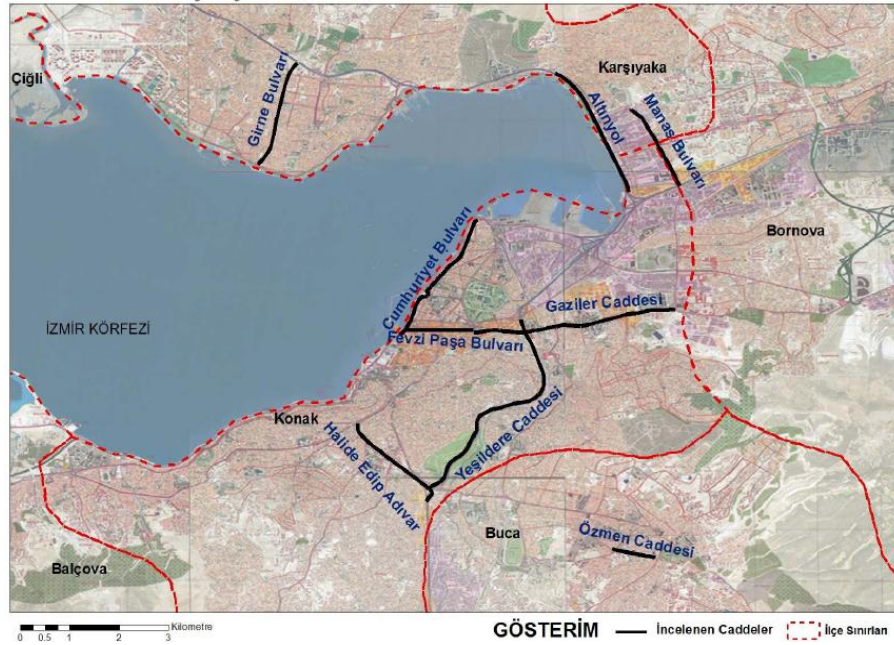 Çiğli
Girne Bulvarı
Karşıyaka
Altınyol
Manas Bulvarı
Bornova
Cumhuriyet Bulvarı
Gaziler Caddesi
İZMİR KÖRFEZİ
Fevzi Paşa Bulvarı
Konak
Halide Edip Adıvar
Yeşildere Caddesi
Buca
Özmen Caddesi
Balçova
Kilometre
0 0.5 1 2 3
GÖSTERİM
İncelenen Caddeler
İlçe Sınırları